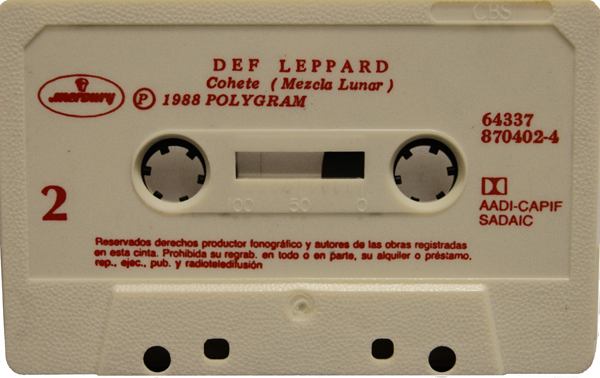 CBS
DEF LEPPARD
Cohete (Mezcla Lunar)
mercury
Ⓟ 1988 POLYGRAM
64337
870402-4
2
100 50 0
AADI-CAPIF
SADAIC
Reservados derechos productor fonográfico y autores de las obras registradas
en esta cinta. Prohibida su regrab. en todo o en parte, su alquiler o préstamo,
rep., ejec., pub. y radioteledifusión